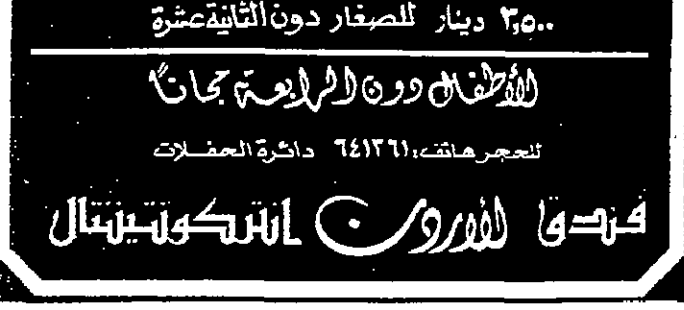 ٣,٥٠٠ دينار للصغار دون الثانية عشرة
الأطفال دون الرابعة مجاناً
للحجز هاتف، ٦٤١٣٦١ دائرة الحفلات
فندق الأردن انتركونتيننتال